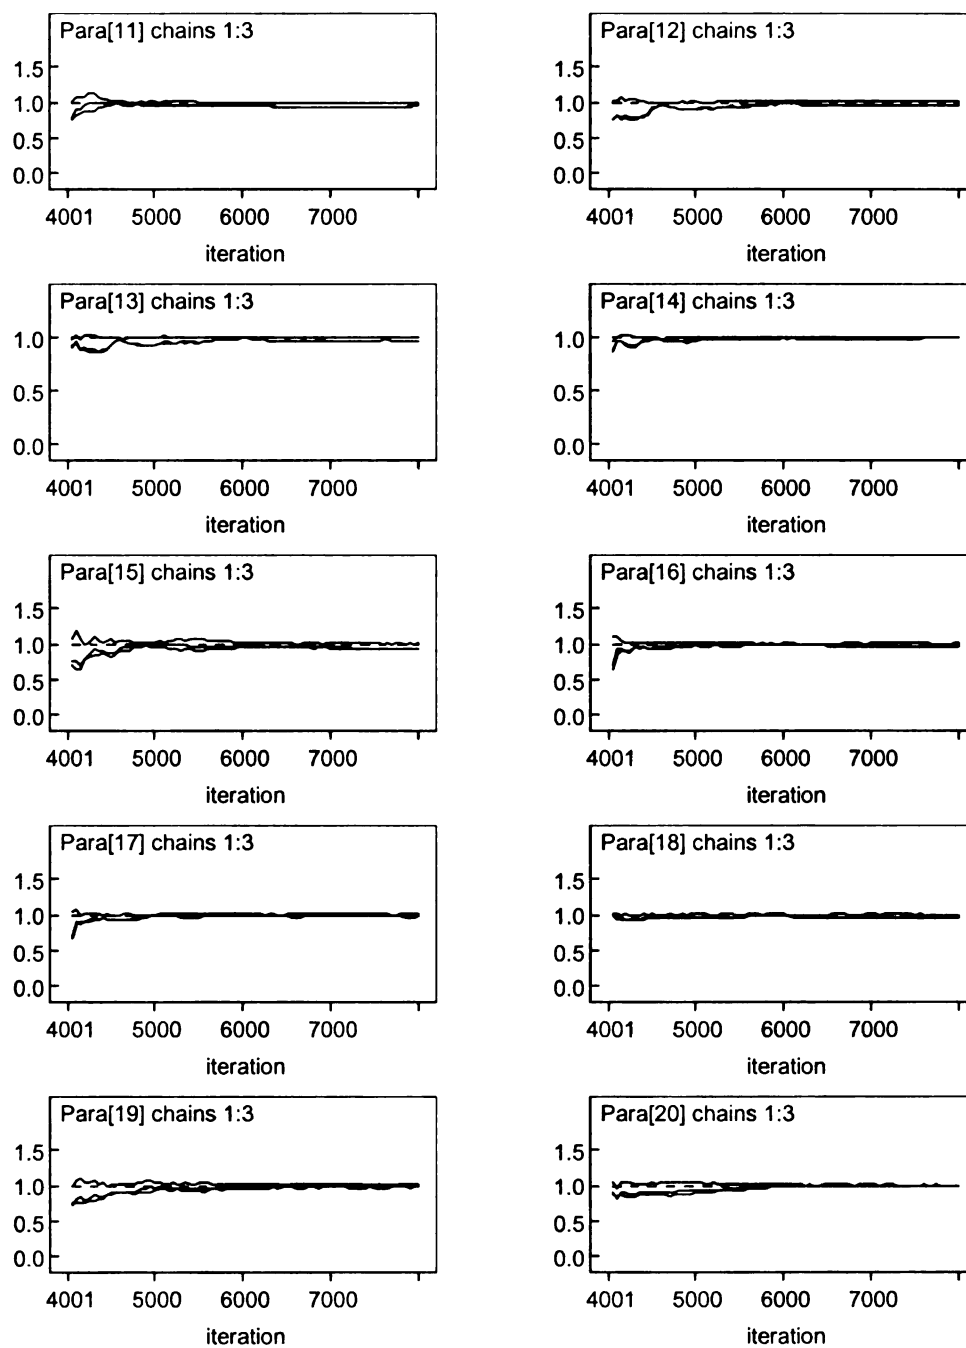 Para[11] chains 1:3
1.5
1.0
0.5
0.0
4001 5000 6000 7000
iteration
Para[12] chains 1:3
1.5
1.0
0.5
0.0
4001 5000 6000 7000
iteration
Para[13] chains 1:3
1.0
0.5
0.0
4001 5000 6000 7000
iteration
Para[14] chains 1:3
1.0
0.5
0.0
4001 5000 6000 7000
iteration
Para[15] chains 1:3
1.5
1.0
0.5
0.0
4001 5000 6000 7000
iteration
Para[16] chains 1:3
1.5
1.0
0.5
0.0
4001 5000 6000 7000
iteration
Para[17] chains 1:3
1.5
1.0
0.5
0.0
4001 5000 6000 7000
iteration
Para[18] chains 1:3
1.5
1.0
0.5
0.0
4001 5000 6000 7000
iteration
Para[19] chains 1:3
1.5
1.0
0.5
0.0
4001 5000 6000 7000
iteration
Para[20] chains 1:3
1.5
1.0
0.5
0.0
4001 5000 6000 7000
iteration